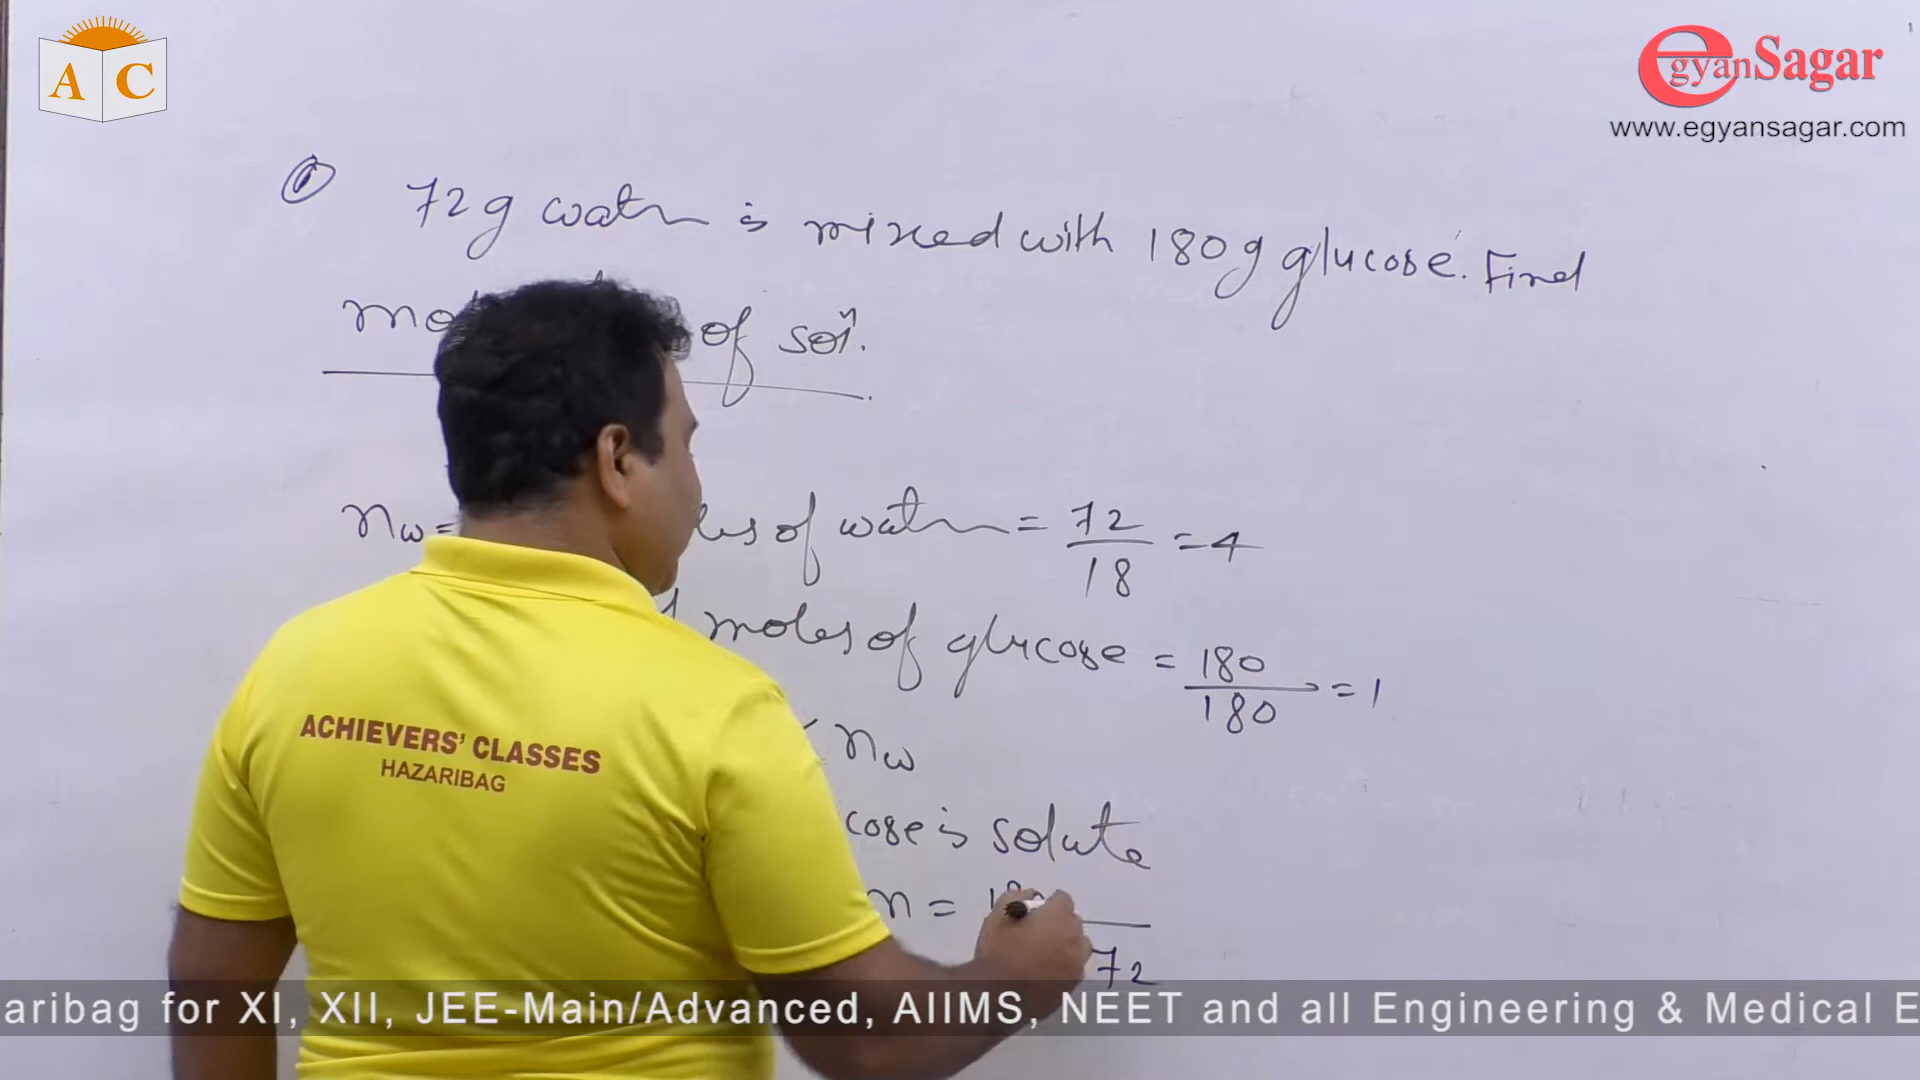 A C
egyanSagar
www.egyansagar.com
72g water is mixed with 180g glucose. Find
of solⁿ.
nw = of water = 72/18 = 4
moles of glucose = 180/180 = 1
< nw
cose is solute
m = 72
ACHIEVERS' CLASSES
HAZARIBAG
aribag for XI, XII, JEE-Main/Advanced, AIIMS, NEET and all Engineering & Medical E